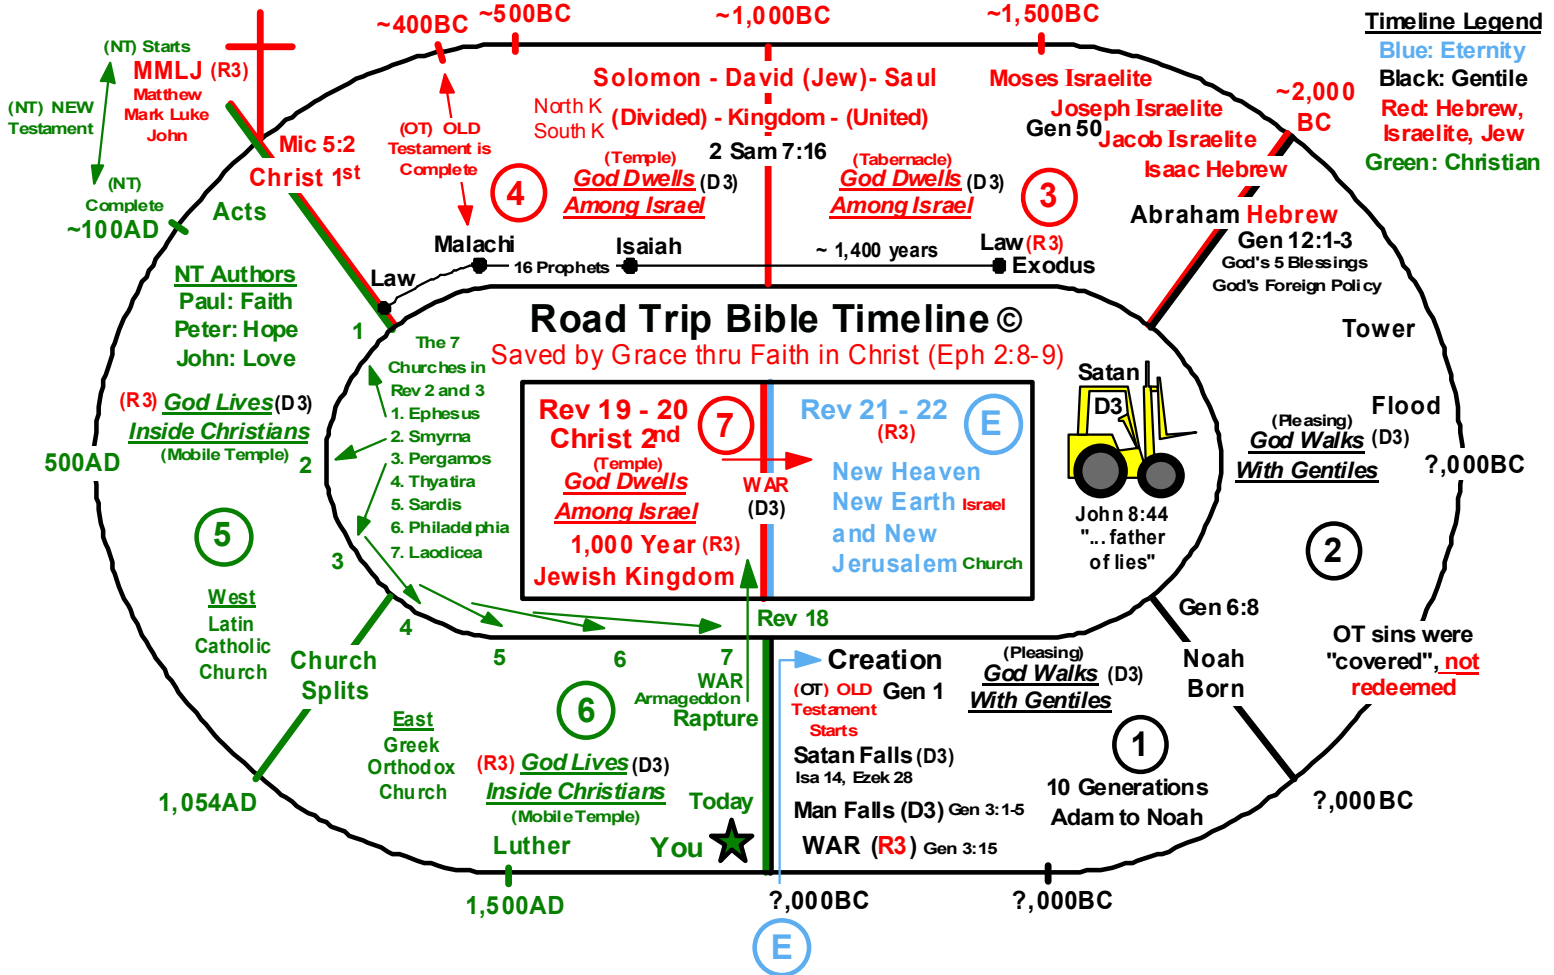 ~400BC
~500BC
~1,000BC
~1,500BC
~2,000
BC
Timeline Legend
Blue: Eternity
Black: Gentile
Red: Hebrew,
Israelite, Jew
Green: Christian
(NT) Starts
MMLJ (R3)
Matthew
Mark Luke
John
(NT) NEW
Testament
(NT)
Complete
~100AD
Mic 5:2
Christ 1st
Acts
(OT) OLD
Testament is
Complete
4
Solomon - David (Jew)- Saul
North K
South K
(Divided) - Kingdom - (United)
2 Sam 7:16
(Temple)
God Dwells (D3)
Among Israel
(Tabernacle)
God Dwells (D3)
Among Israel
3
Moses Israelite
Joseph Israelite
Gen 50
Jacob Israelite
Isaac Hebrew
Abraham Hebrew
Gen 12:1-3
God's 5 Blessings
God's Foreign Policy
Law
Malachi
16 Prophets
Isaiah
~ 1,400 years
Law (R3)
Exodus
Tower
Flood
(Pleasing)
God Walks (D3)
With Gentiles
?,000BC
2
OT sins were
"covered", not
redeemed
NT Authors
Paul: Faith
Peter: Hope
John: Love
(R3) God Lives (D3)
Inside Christians
(Mobile Temple)
500AD
5
West
Latin
Catholic
Church
Church
Splits
1,054AD
Road Trip Bible Timeline ©
Saved by Grace thru Faith in Christ (Eph 2:8-9)
1
2
3
4
5
6
7
The 7
Churches in
Rev 2 and 3
1. Ephesus
2. Smyrna
3. Pergamos
4. Thyatira
5. Sardis
6. Philadelphia
7. Laodicea
Rev 19 - 20
Christ 2nd
7
(Temple)
God Dwells
Among Israel
1,000 Year (R3)
Jewish Kingdom
WAR
(D3)
Rev 21 - 22
(R3)
E
New Heaven
New Earth Israel
and New
Jerusalem Church
Satan
D3
John 8:44
"... father
of lies"
Rev 18
East
Greek
Orthodox
Church
6
WAR
Armageddon
Rapture
(R3) God Lives (D3)
Inside Christians
(Mobile Temple)
Luther
Today
You
1,500AD
Creation
(OT) OLD
Testament
Starts
Gen 1
(Pleasing)
God Walks (D3)
With Gentiles
Satan Falls (D3)
Isa 14, Ezek 28
Man Falls (D3) Gen 3:1-5
WAR (R3) Gen 3:15
1
10 Generations
Adam to Noah
Gen 6:8
Noah
Born
?,000BC
?,000BC
?,000BC
E